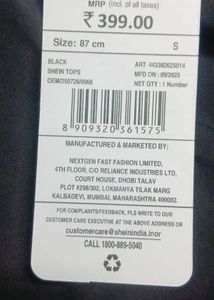 MRP (Incl. of all taxes)
₹ 399.00
Size: 87 cm S
BLACK ART 443382625014
SHEIN TOPS MFD ON : 09/2025
OEM/250726/0066 NET QTY : 1 Number
8 909320 361575
MANUFACTURED & MARKETED BY:
NEXTGEN FAST FASHION LIMITED,
4TH FLOOR, C/O RELIANCE INDUSTRIES LTD,
COURT HOUSE, DHOBI TALAV
PLOT #298/302, LOKMANYA TILAK MARG
KALBADEVI, MUMBAI, MAHARASHTRA 400002.
FOR COMPLAINTS/FEEDBACK, PLS WRITE TO OUR
CUSTOMER CARE EXECUTIVE AT THE ABOVE ADDRESS OR
customercare@sheinindia.inor
CALL 1800-889-5040